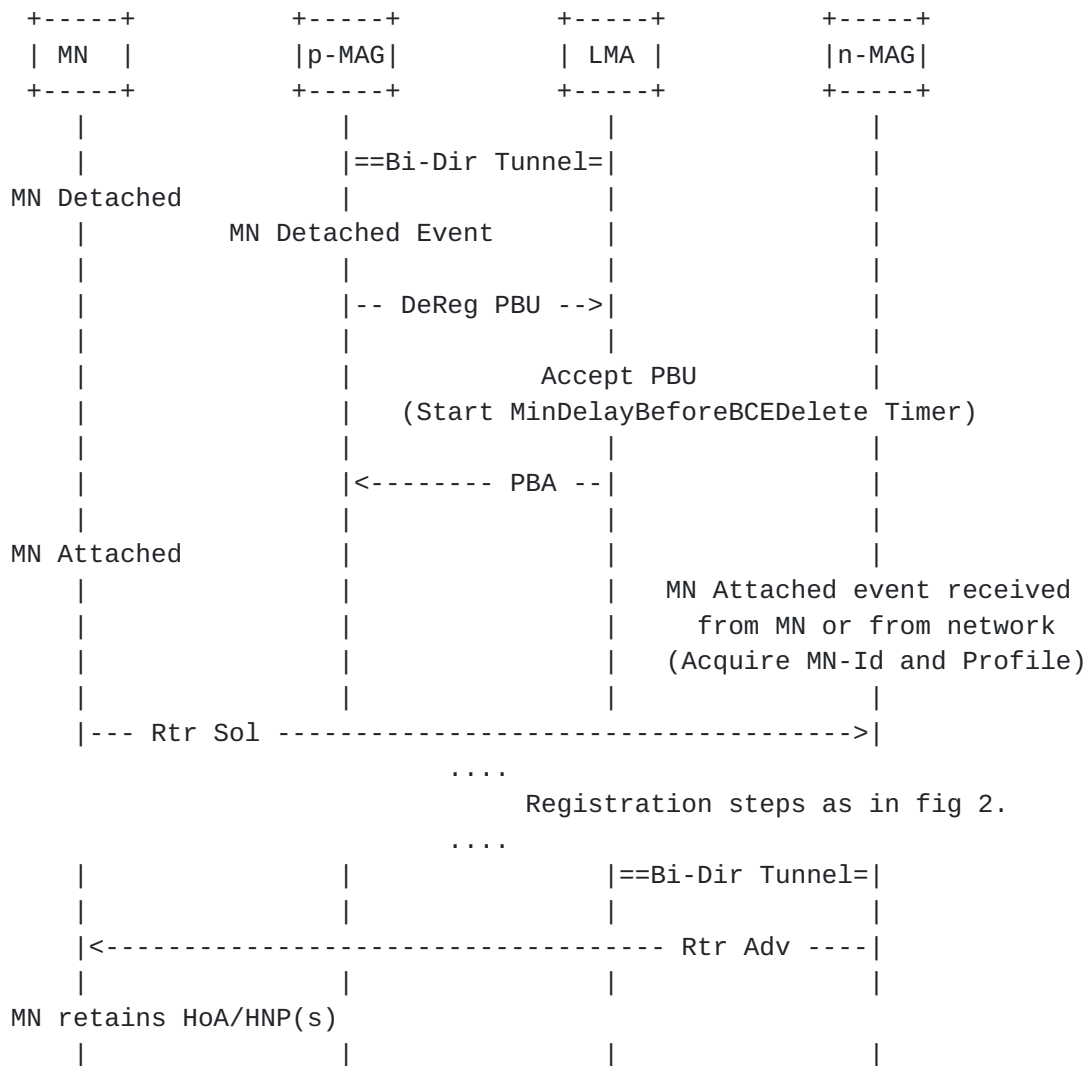 +-----+          +-----+          +-----+          +-----+
| MN  |          |p-MAG|          | LMA |          |n-MAG|
+-----+          +-----+          +-----+          +-----+
   |                |                |                |
   |                |==Bi-Dir Tunnel=|                |
MN Detached         |                |                |
   |         MN Detached Event       |                |
   |                |                |                |
   |                |-- DeReg PBU -->|                |
   |                |                |                |
   |                |            Accept PBU           |
   |                |   (Start MinDelayBeforeBCEDelete Timer)
   |                |                |                |
   |                |<-------- PBA --|                |
   |                |                |                |
MN Attached         |                |                |
   |                |                |   MN Attached event received
   |                |                |     from MN or from network
   |                |                |   (Acquire MN-Id and Profile)
   |                |                |                |
   |--- Rtr Sol ------------------------------------->|
                        ....
                             Registration steps as in fig 2.
                        ....
   |                |                |==Bi-Dir Tunnel=|
   |                |                |                |
   |<------------------------------------ Rtr Adv ----|
   |                |                |                |
MN retains HoA/HNP(s)
   |                |                |                |